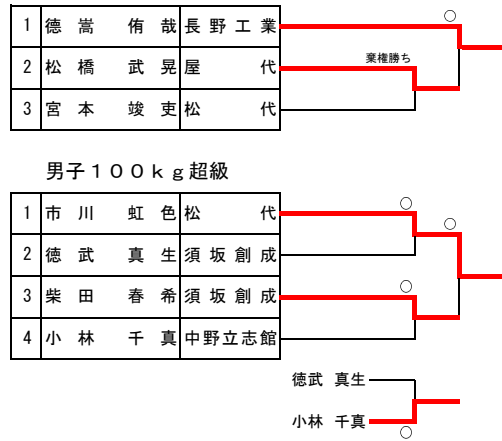 ○
1 德嵩 侑哉 長野工業
棄権勝ち
2 松橋 武晃 屋代
3 宮本 竣吏 松代
男子１００ｋｇ超級
1 市川 虹色 松代 ○
○
2 徳武 真生 須坂創成
3 柴田 春希 須坂創成 ○
4 小林 千真 中野立志館
徳武 真生
小林 千真
○